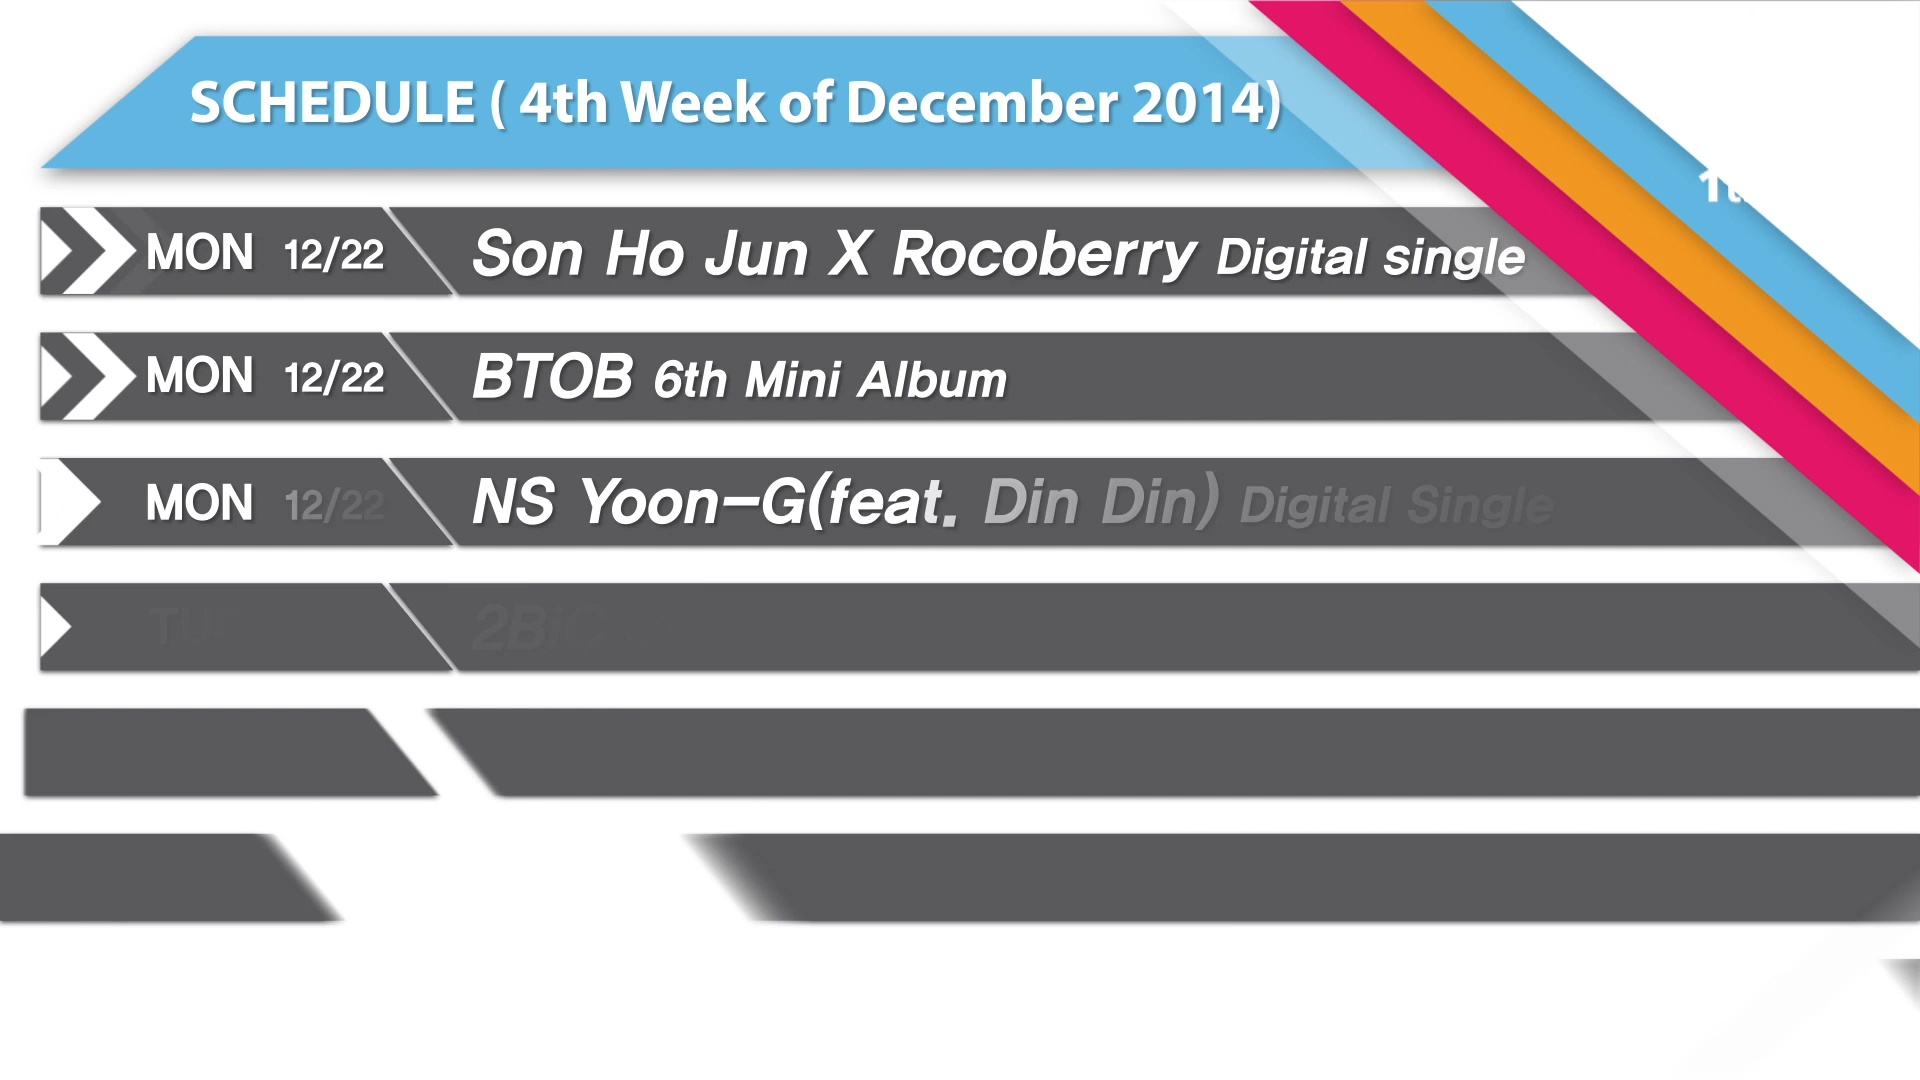 SCHEDULE ( 4th Week of December 2014)
MON 12/22 Son Ho Jun X Rocoberry Digital single
MON 12/22 BTOB 6th Mini Album
MON 12/22 NS Yoon-G(feat. Din Din) Digital Single
2BiC